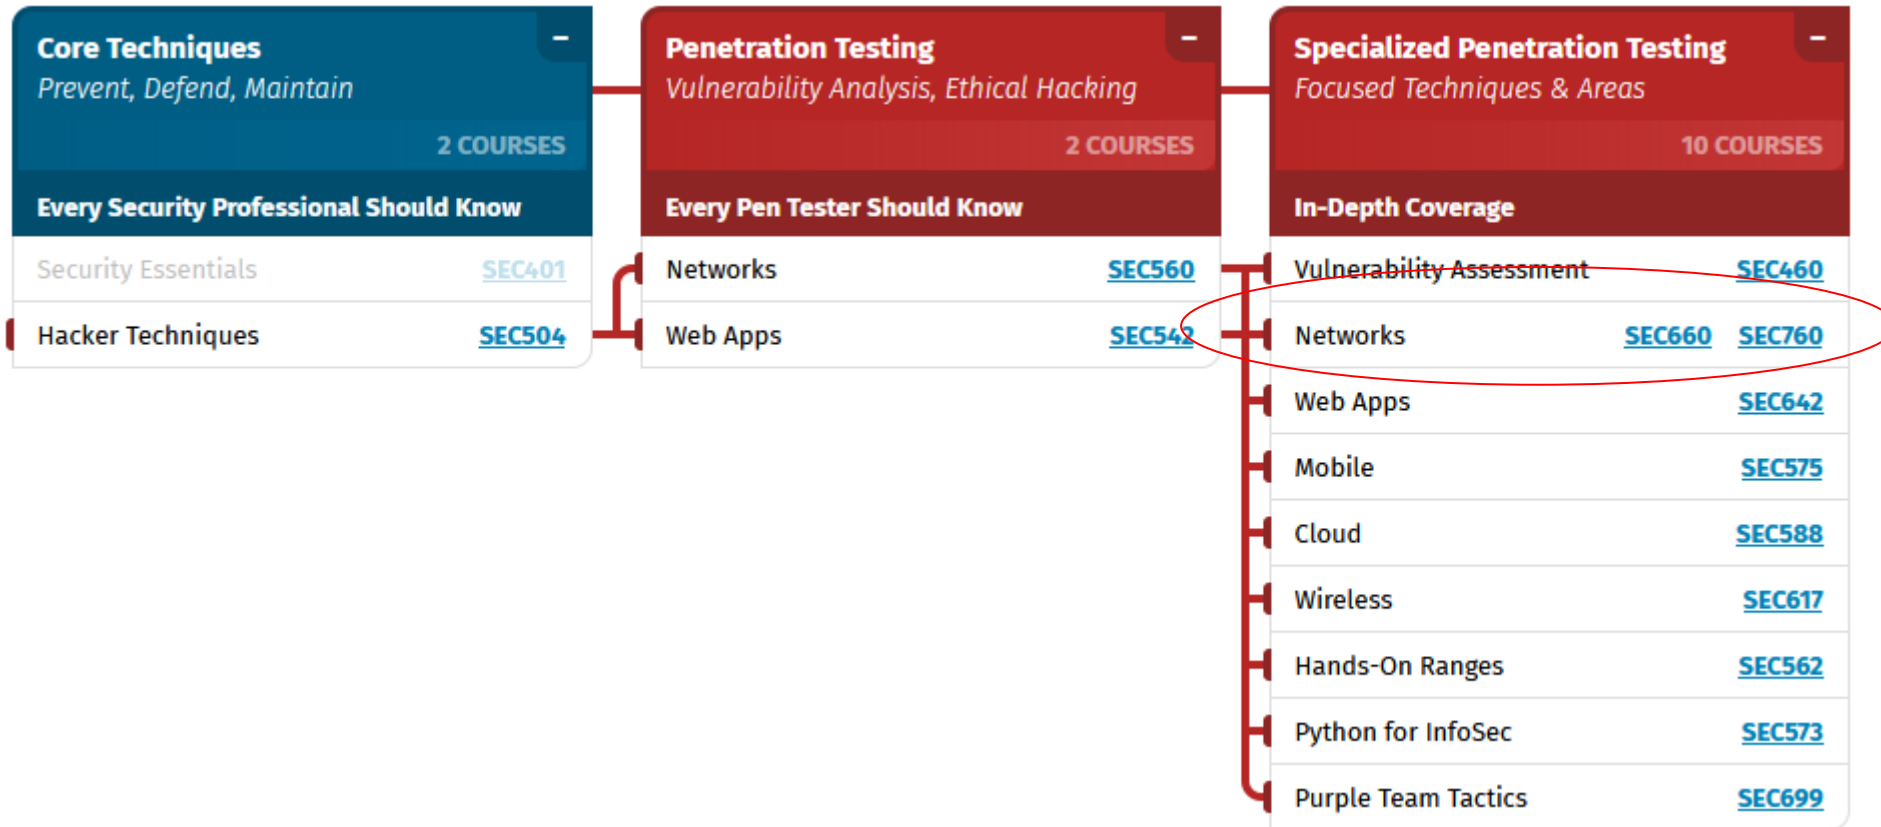 Core Techniques
–
Prevent, Defend, Maintain
2 COURSES
Every Security Professional Should Know
Security Essentials SEC401
Hacker Techniques SEC504
Penetration Testing
–
Vulnerability Analysis, Ethical Hacking
2 COURSES
Every Pen Tester Should Know
Networks SEC560
Web Apps SEC542
Specialized Penetration Testing
–
Focused Techniques & Areas
10 COURSES
In-Depth Coverage
Vulnerability Assessment SEC460
Networks SEC660 SEC760
Web Apps SEC642
Mobile SEC575
Cloud SEC588
Wireless SEC617
Hands-On Ranges SEC562
Python for InfoSec SEC573
Purple Team Tactics SEC699